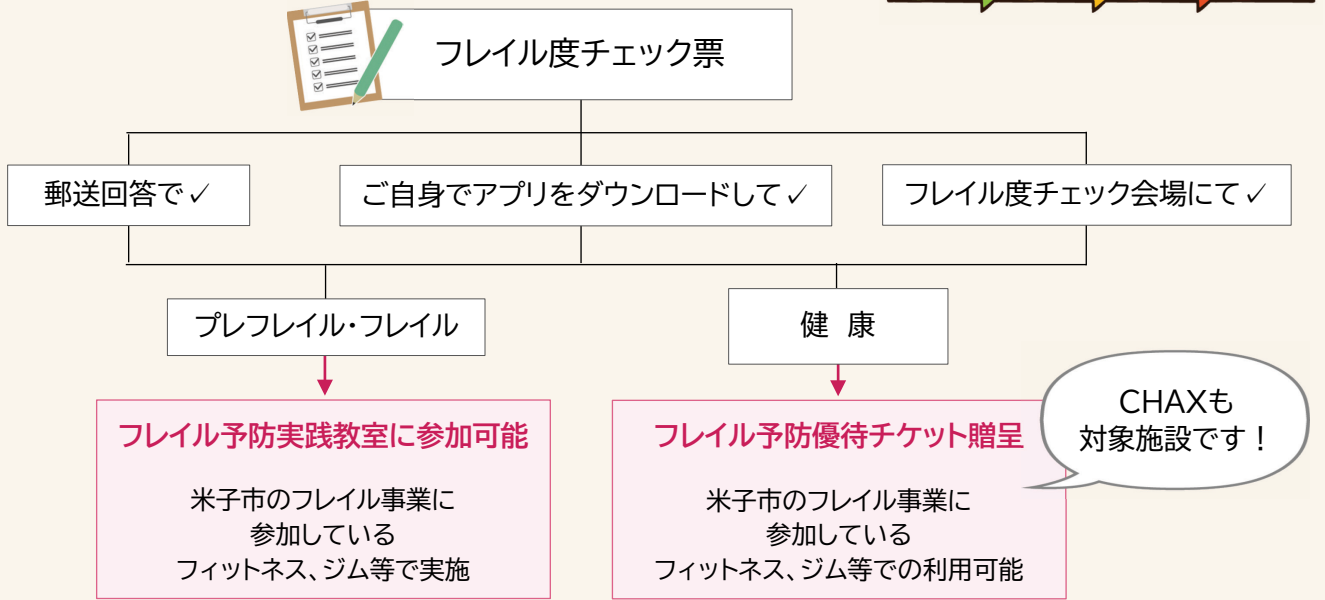 フレイル度チェック票
郵送回答で✓
ご自身でアプリをダウンロードして✓
フレイル度チェック会場にて✓
プレフレイル・フレイル
健 康
フレイル予防実践教室に参加可能
米子市のフレイル事業に
参加している
フィットネス、ジム等で実施
フレイル予防優待チケット贈呈
米子市のフレイル事業に
参加している
フィットネス、ジム等での利用可能
CHAXも
対象施設です！